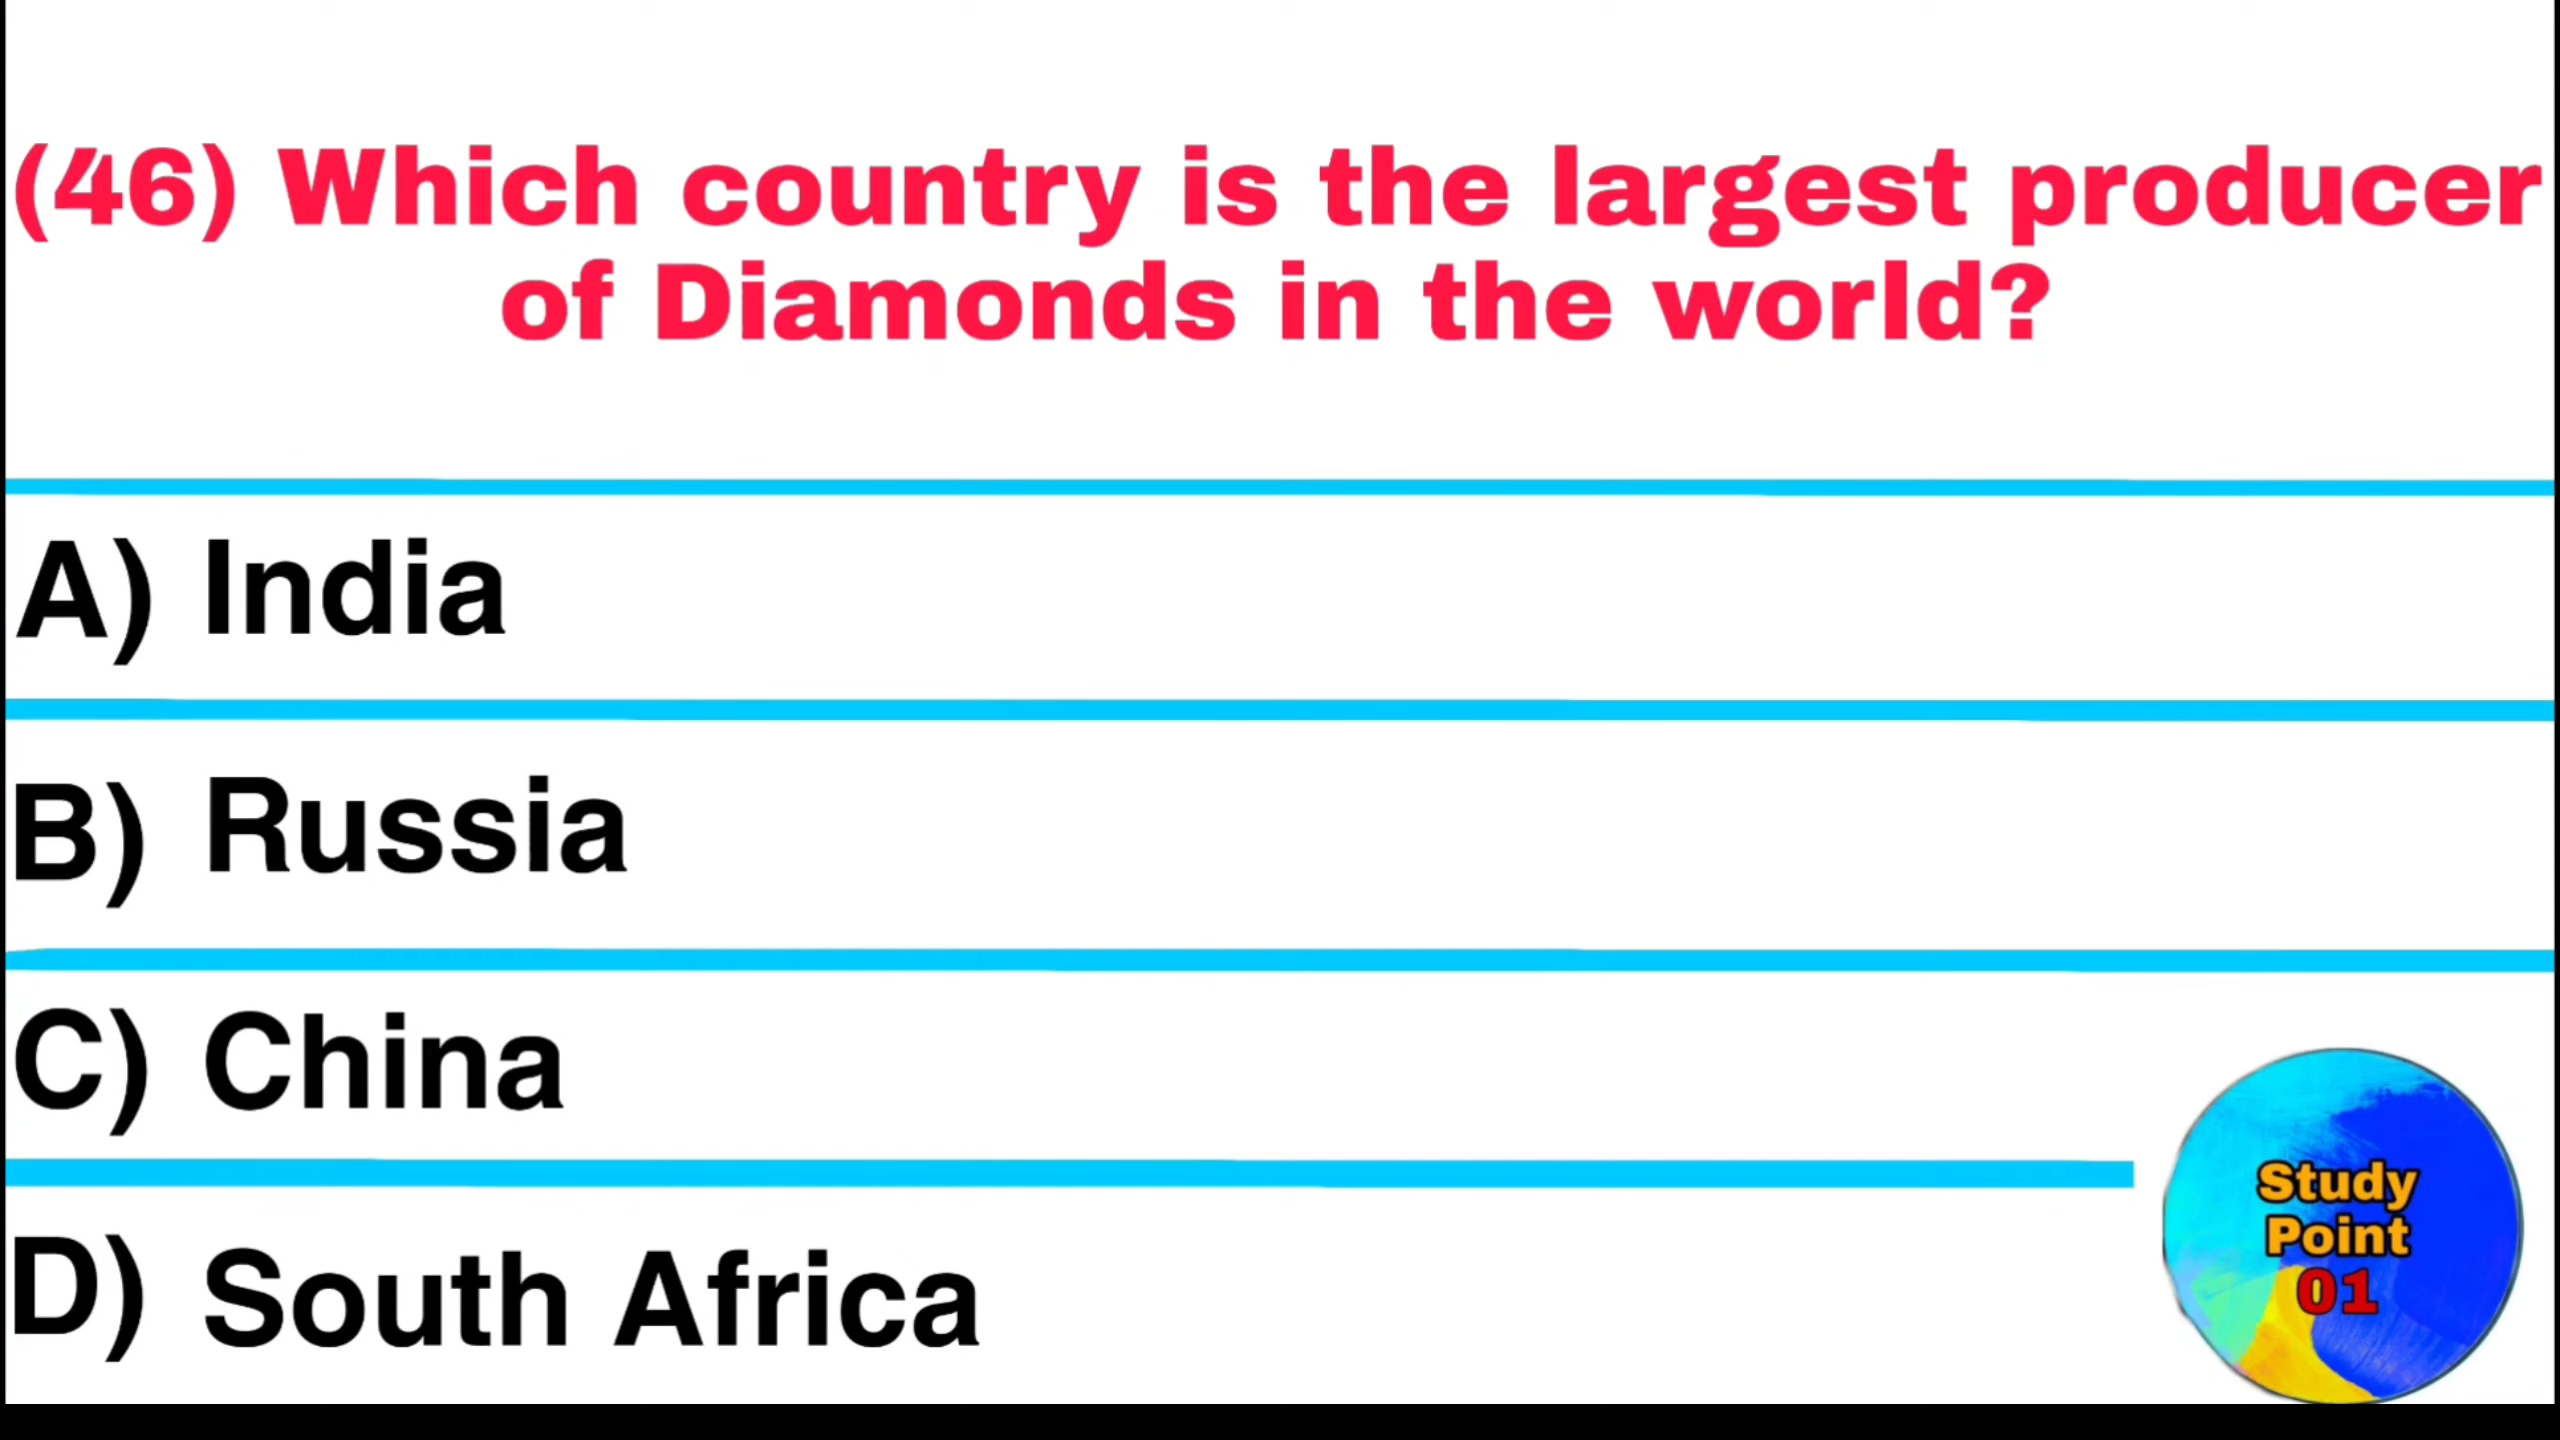 (46) Which country is the largest producer
of Diamonds in the world?
A) India
B) Russia
C) China
D) South Africa
Study
Point
01